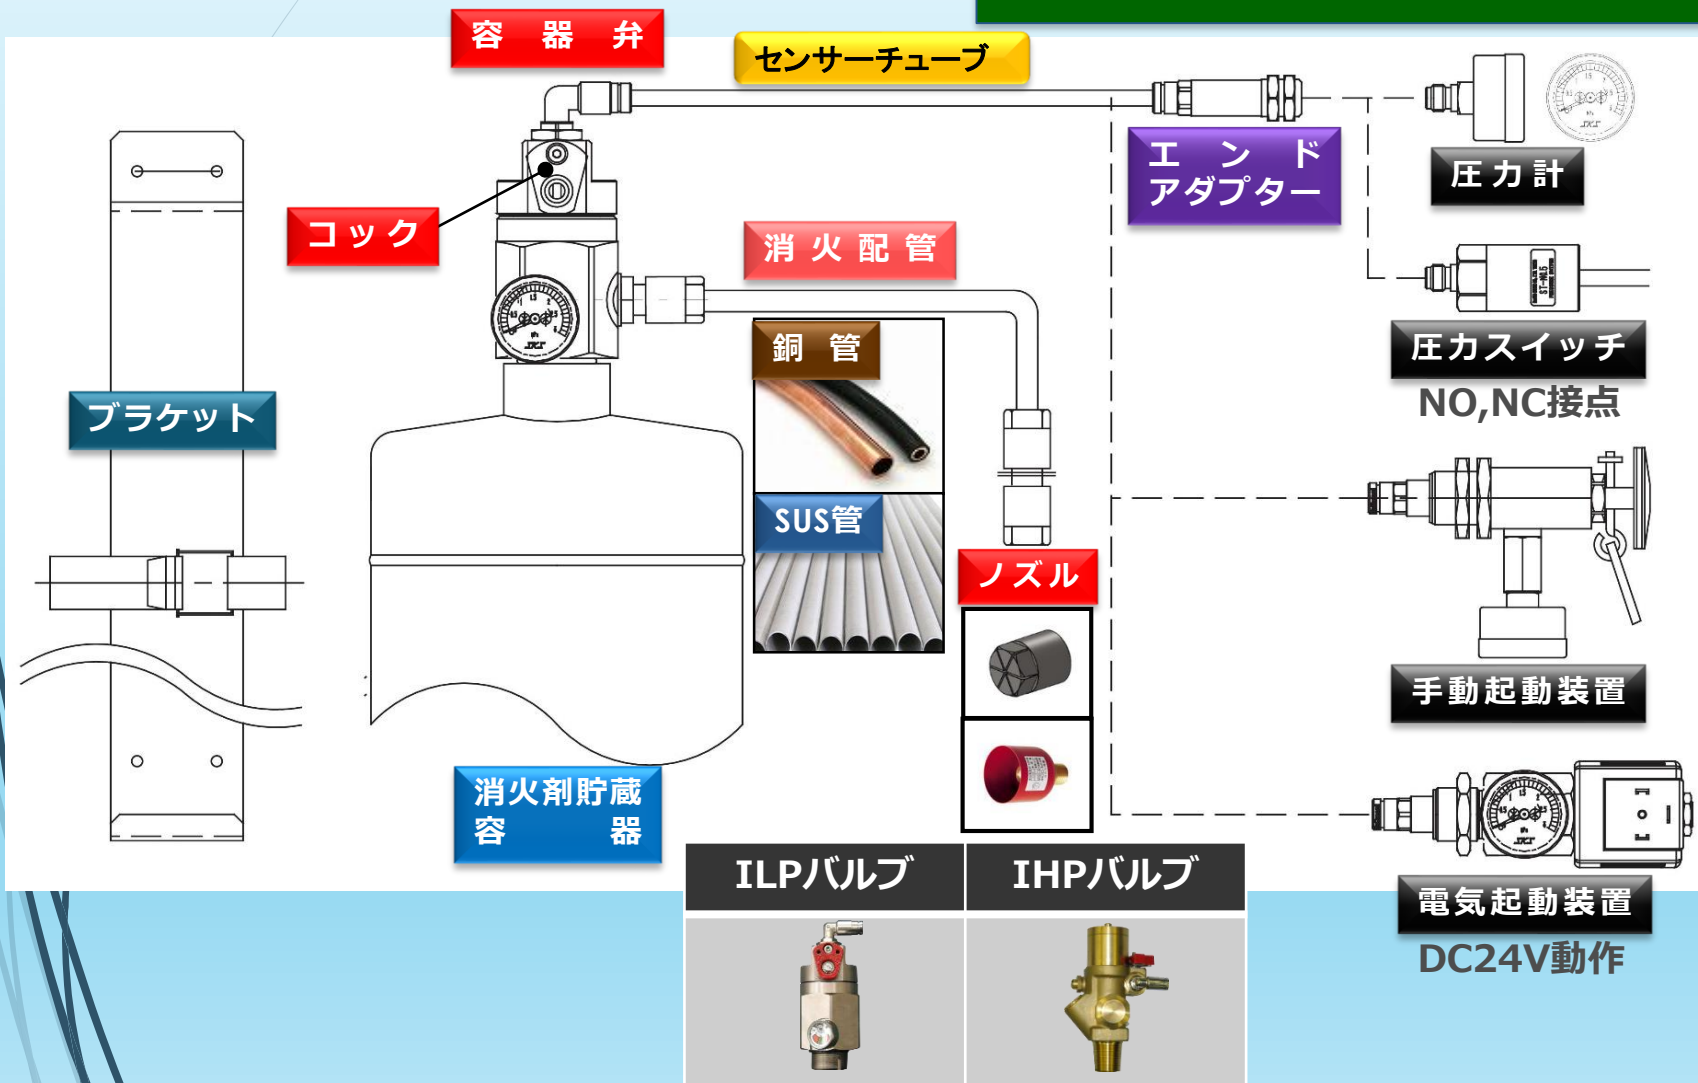 容器弁
センサーチューブ
エンド
アダプター
圧力計
コック
消火配管
ST-NL5
圧力スイッチ
NO,NC接点
銅管
ブラケット
SUS管
ノズル
手動起動装置
消火剤貯蔵
容器
ILPバルブ
IHPバルブ
電気起動装置
DC24V動作